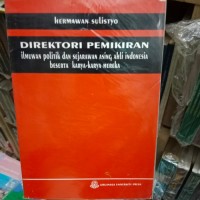 HERMAWAN SULISTYO
DIREKTORI PEMIKIRAN
ilmuwan politik dan sejarawan asing, ahli indonesia
beserta karya-karya mereka